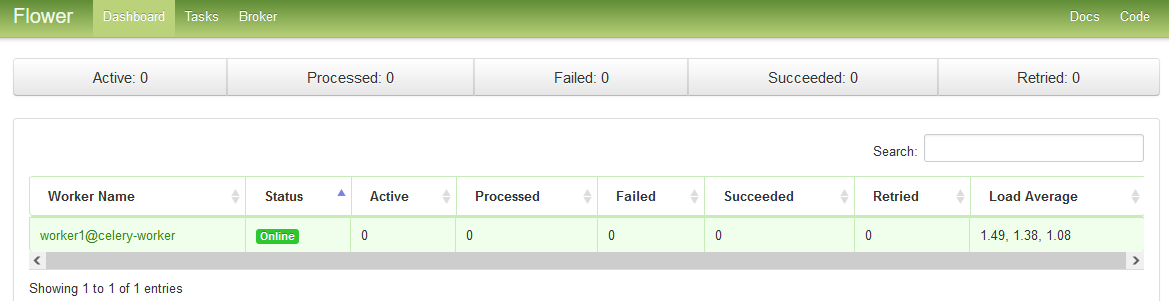 Flower Dashboard Tasks Broker Docs Code
Active: 0 Processed: 0 Failed: 0 Succeeded: 0 Retried: 0
Search:
Worker Name Status Active Processed Failed Succeeded Retried Load Average
worker1@celery-worker Online 0 0 0 0 0 1.49, 1.38, 1.08
Showing 1 to 1 of 1 entries